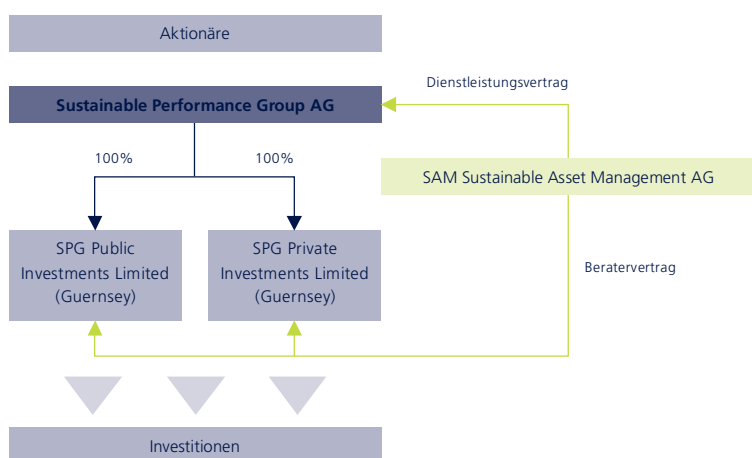 Aktionäre
Dienstleistungsvertrag
Sustainable Performance Group AG
100%
100%
SAM Sustainable Asset Management AG
SPG Public
Investments Limited
(Guernsey)
SPG Private
Investments Limited
(Guernsey)
Beratervertrag
Investitionen